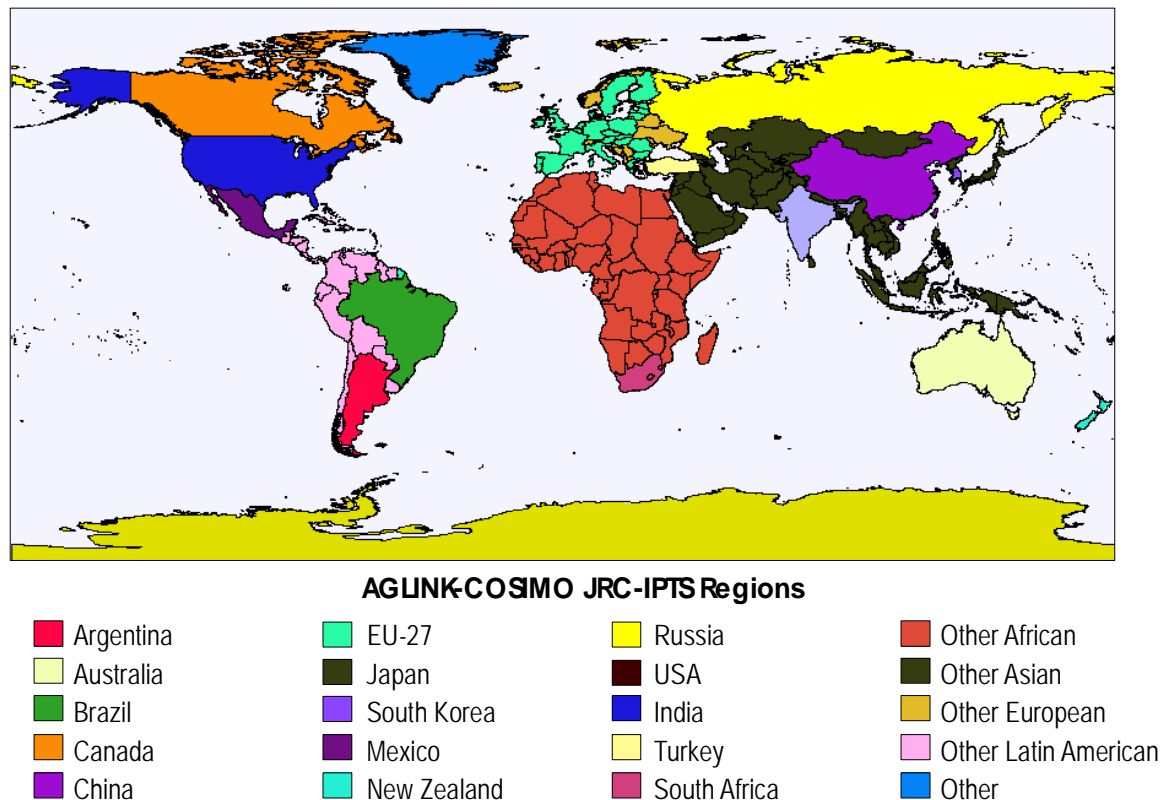 AGLINK-COSIMO JRC-IPTS Regions
Argentina
Australia
Brazil
Canada
China
EU-27
Japan
South Korea
Mexico
New Zealand
Russia
USA
India
Turkey
South Africa
Other African
Other Asian
Other European
Other Latin American
Other